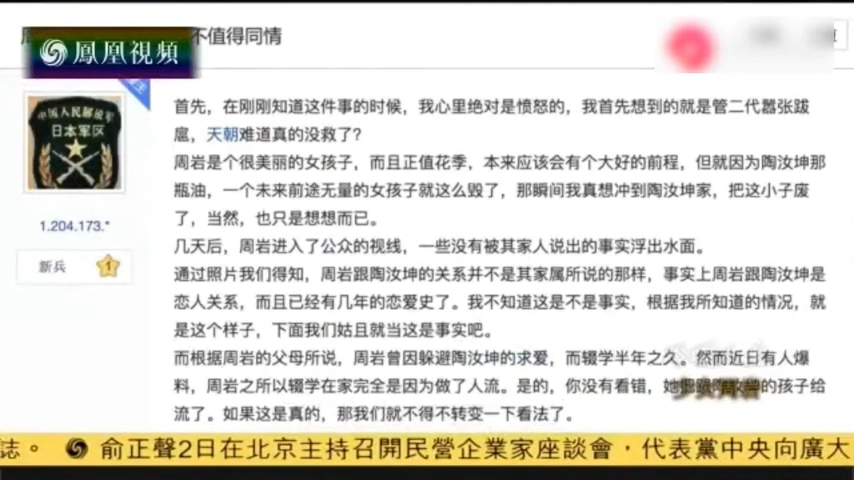 不值得同情
鳳凰視頻
中国人民解放军
日本军区
1.204.173.*
新兵
1
首先，在刚刚知道这件事的时候，我心里绝对是愤怒的，我首先想到的就是管二代嚣张跋
扈，天朝难道真的没救了？
周岩是个很美丽的女孩子，而且正值花季，本来应该会有个大好的前程，但就因为陶汝坤那
瓶油，一个未来前途无量的女孩子就这么毁了，那瞬间我真想冲到陶汝坤家，把这小子废
了，当然，也只是想想而已。
几天后，周岩进入了公众的视线，一些没有被其家人说出的事实浮出水面。
通过照片我们得知，周岩跟陶汝坤的关系并不是其家属所说的那样，事实上周岩跟陶汝坤是
恋人关系，而且已经有几年的恋爱史了。我不知道这是不是事实，根据我所知道的情况，就
是这个样子，下面我们姑且就当这是事实吧。
而根据周岩的父母所说，周岩曾因躲避陶汝坤的求爱，而辍学半年之久。然而近日有人爆
料，周岩之所以辍学在家完全是因为做了人流。是的，你没有看错，她的孩子给
少女周岩
流了。如果这是真的，那我们就不得不转变一下看法了。
誌。 俞正聲2日在北京主持召開民營企業家座談會，代表黨中央向廣大